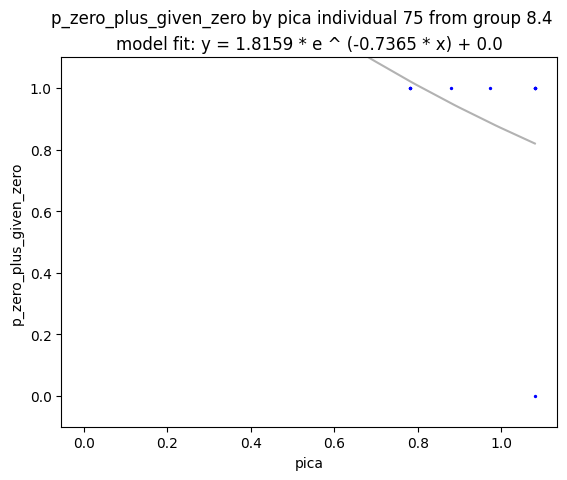 p_zero_plus_given_zero by pica individual 75 from group 8.4
model fit: y = 1.8159 * e ^ (-0.7365 * x) + 0.0
1.0
0.8
0.6
0.4
0.2
0.0
p_zero_plus_given_zero
0.0 0.2 0.4 0.6 0.8 1.0
pica